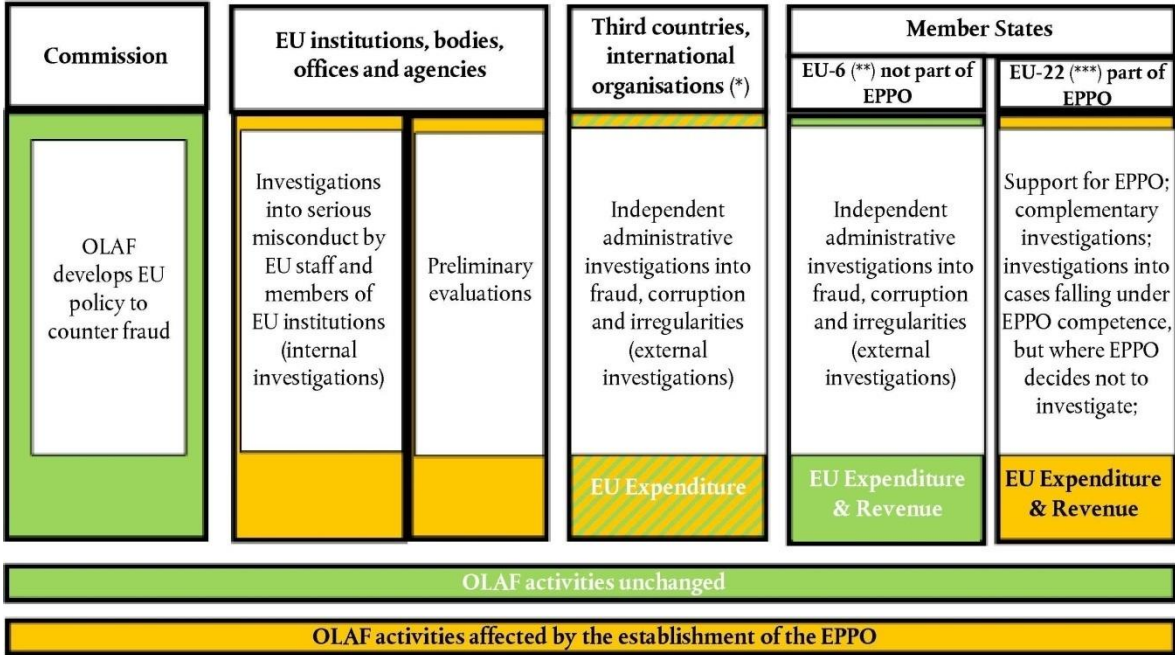 Commission
EU institutions, bodies,
offices and agencies
Third countries,
international
organisations (*)
Member States
EU-6 (**) not part of
EPPO
EU-22 (***) part of
EPPO
OLAF
develops EU
policy to
counter fraud
Investigations
into serious
misconduct by
EU staff and
members of
EU institutions
(internal
investigations)
Preliminary
evaluations
Independent
administrative
investigations into
fraud, corruption
and irregularities
(external
investigations)
Independent
administrative
investigations into
fraud, corruption
and irregularities
(external
investigations)
Support for EPPO;
complementary
investigations;
investigations into
cases falling under
EPPO competence,
but where EPPO
decides not to
investigate;
EU Expenditure
EU Expenditure
& Revenue
EU Expenditure
& Revenue
OLAF activities unchanged
OLAF activities affected by the establishment of the EPPO